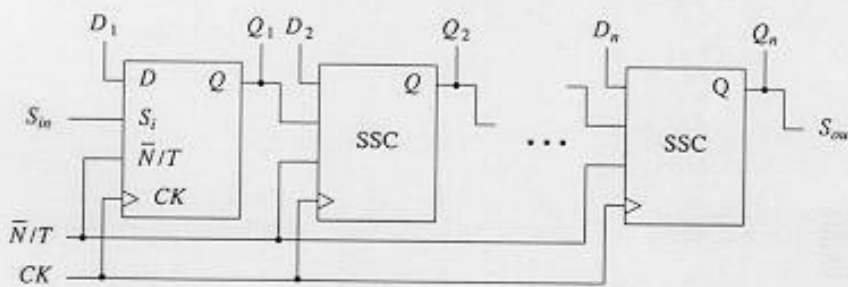 D1 Q1 D2 Q2 Dn Qn
D Q Q Q
Sin Si SSC SSC Sou
N̅/T
• • •
CK
N̅/T
CK